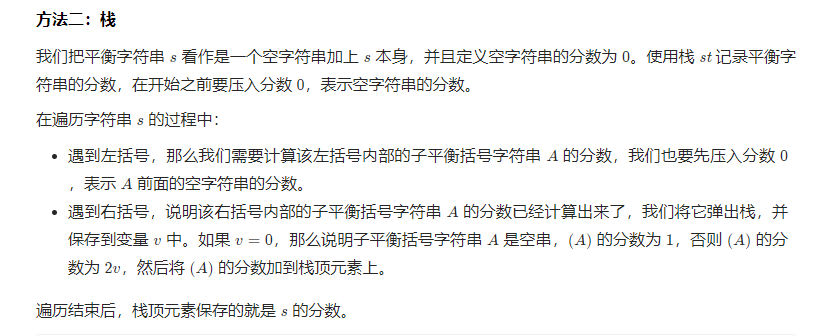 方法二：栈
我们把平衡字符串 s 看作是一个空字符串加上 s 本身，并且定义空字符串的分数为 0。使用栈 st 记录平衡字
符串的分数，在开始之前要压入分数 0，表示空字符串的分数。
在遍历字符串 s 的过程中：
• 遇到左括号，那么我们需要计算该左括号内部的子平衡括号字符串 A 的分数，我们也要先压入分数 0
，表示 A 前面的空字符串的分数。
• 遇到右括号，说明该右括号内部的子平衡括号字符串 A 的分数已经计算出来了，我们将它弹出栈，并
保存到变量 v 中。如果 v = 0，那么说明子平衡括号字符串 A 是空串，(A) 的分数为 1，否则 (A) 的分
数为 2v，然后将 (A) 的分数加到栈顶元素上。
遍历结束后，栈顶元素保存的就是 s 的分数。